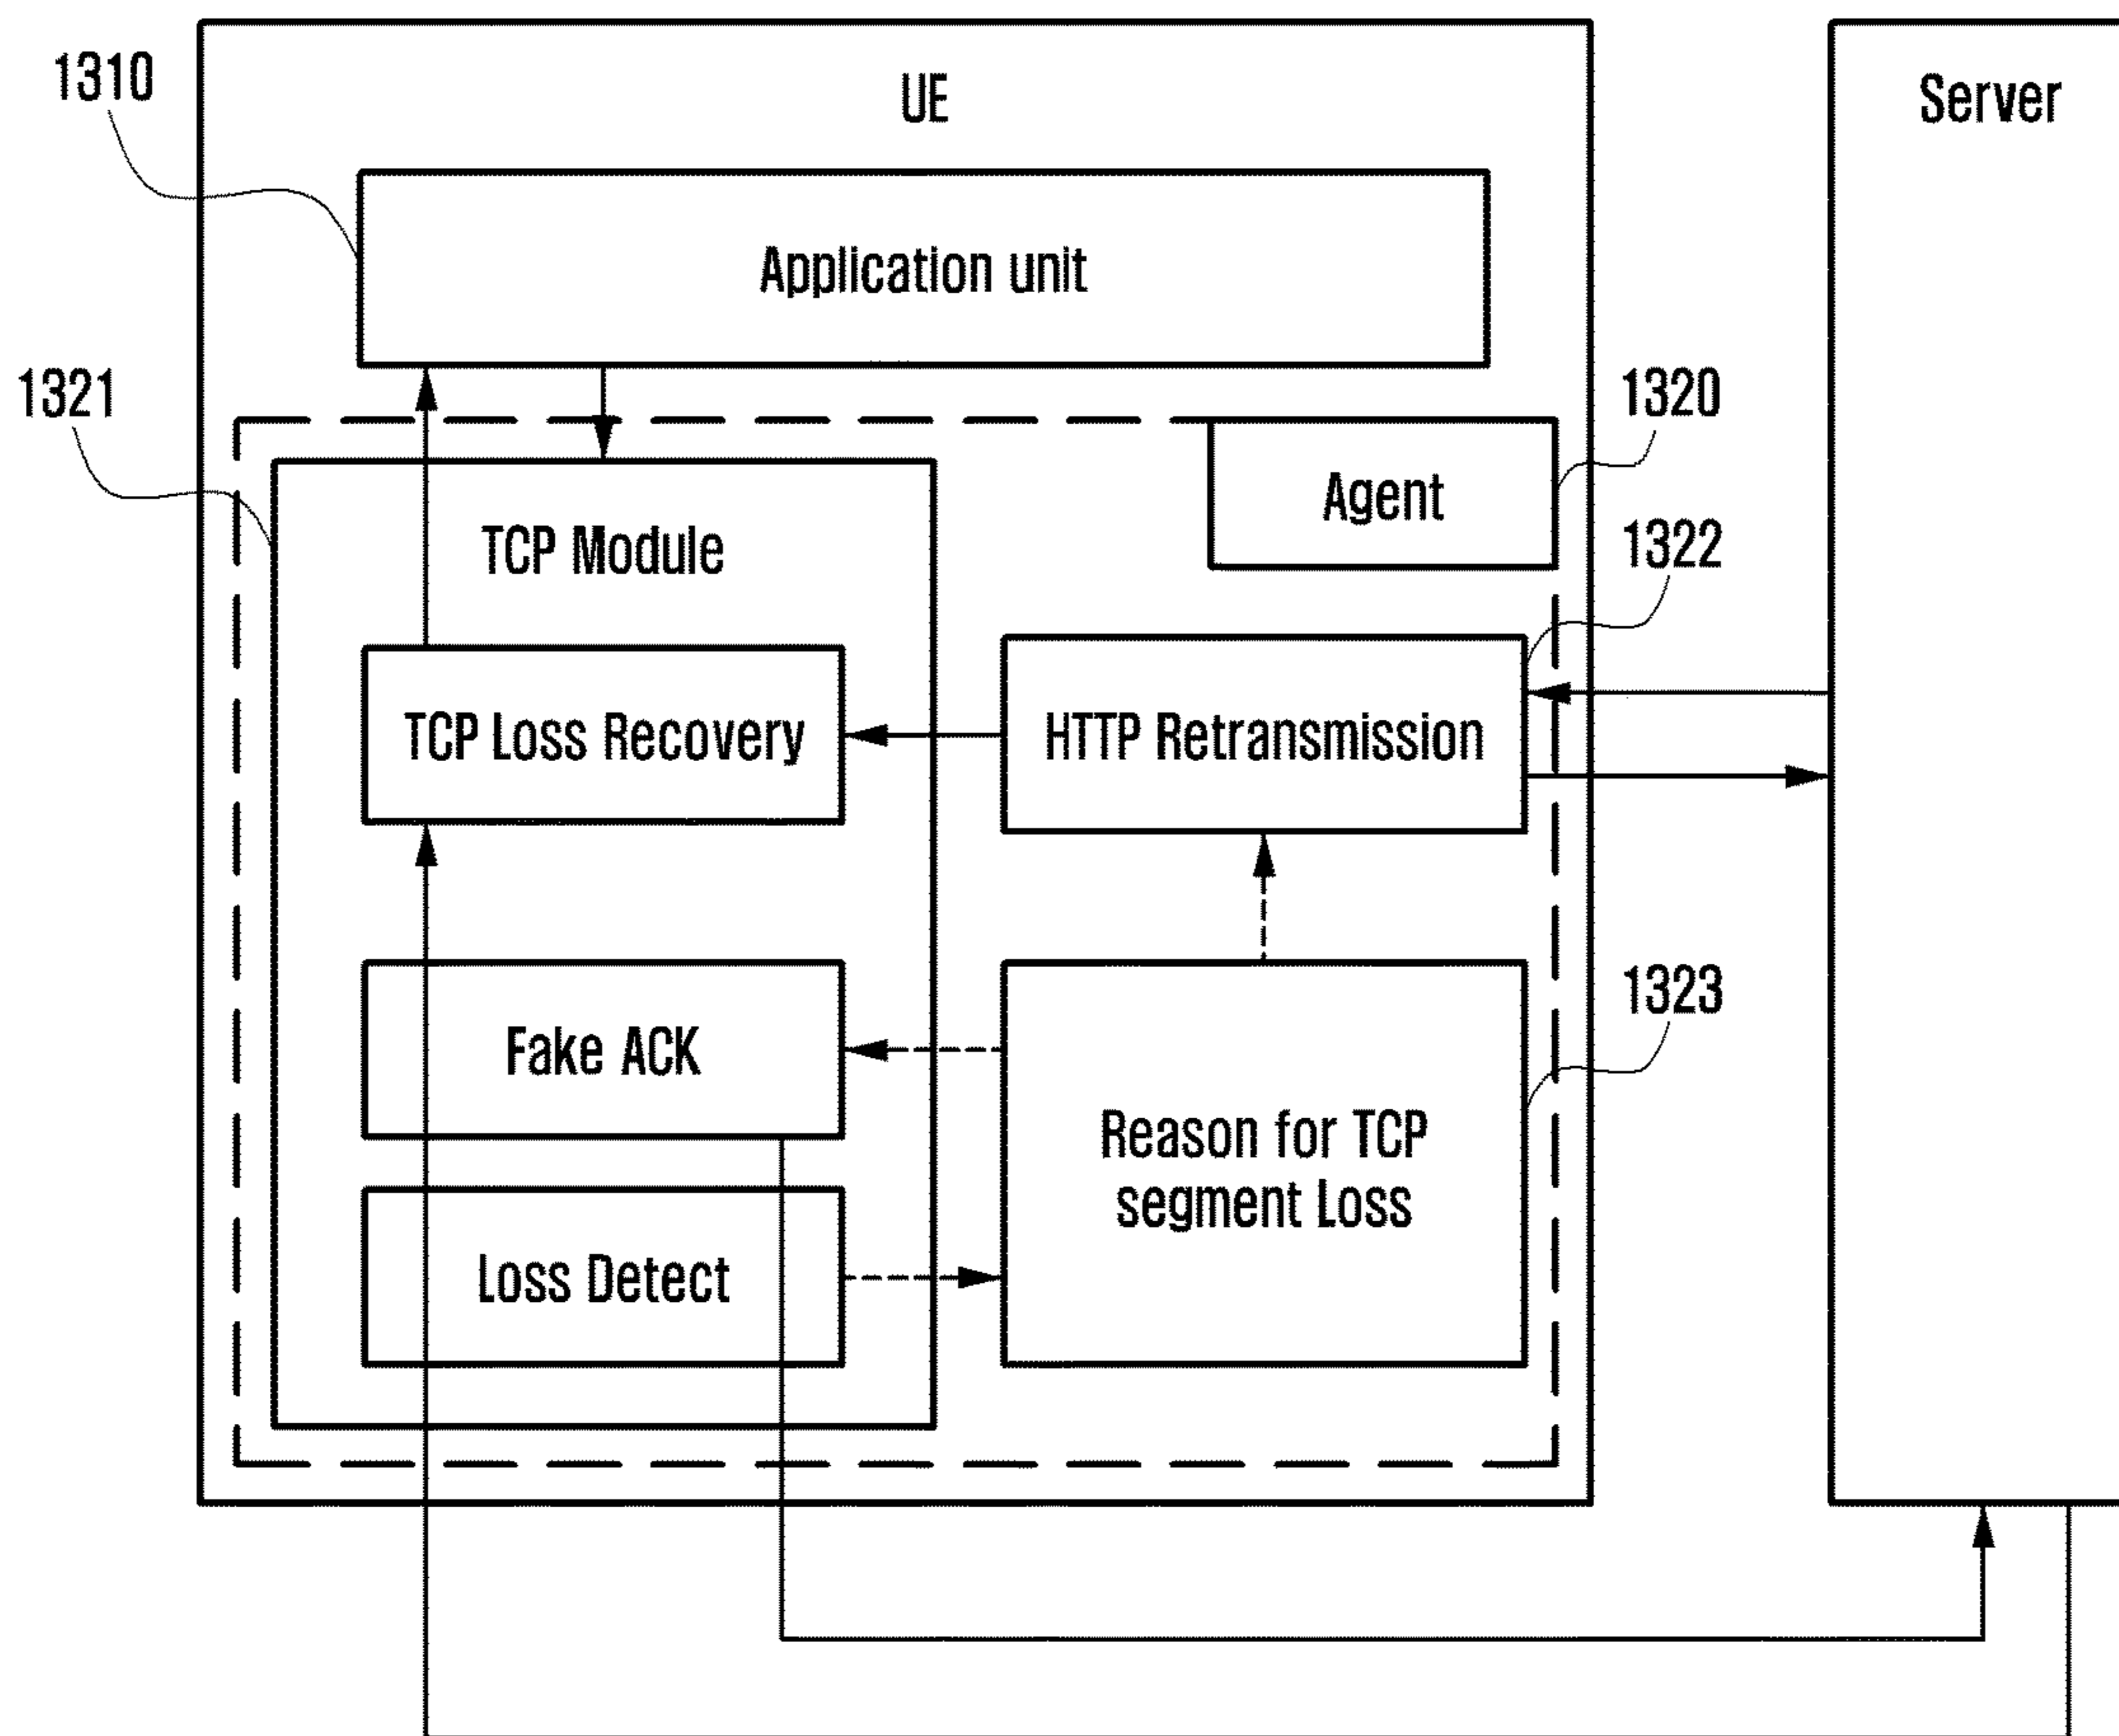 UE
Server
1310
Application unit
1321
1320
Agent
TCP Module
1322
TCP Loss Recovery
HTTP Retransmission
1323
Fake ACK
Reason for TCP
segment Loss
Loss Detect